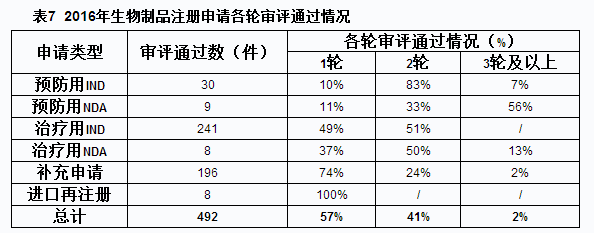 表7 2016年生物制品注册申请各轮审评通过情况
申请类型 审评通过数（件） 各轮审评通过情况（%）
1轮 2轮 3轮及以上
预防用IND 30 10% 83% 7%
预防用NDA 9 11% 33% 56%
治疗用IND 241 49% 51% /
治疗用NDA 8 37% 50% 13%
补充申请 196 74% 24% 2%
进口再注册 8 100% / /
总计 492 57% 41% 2%